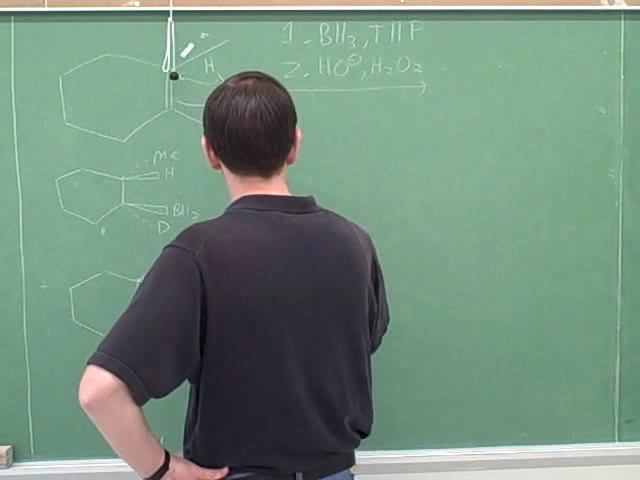 1. BH3, THF
2. HO⊖, H2O2
H
Me
H
BH2
D
+